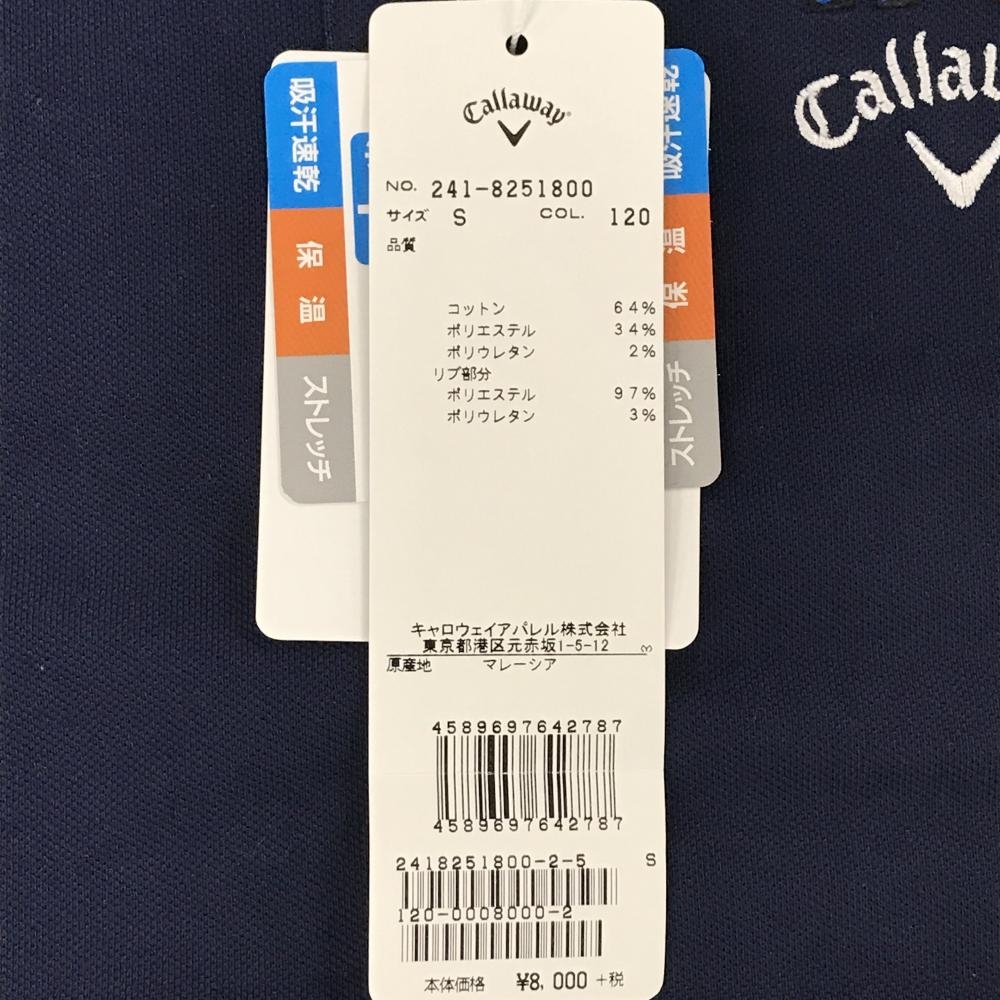 Callaway
NO. 241-8251800
サイズ S COL. 120
品質
コットン 64%
ポリエステル 34%
ポリウレタン 2%
リブ部分
ポリエステル 97%
ポリウレタン 3%
キャロウェイアパレル株式会社
東京都港区元赤坂1-5-12 3
原産地 マレーシア
4589697642787
4589697642787
2418251800-2-5 S
120-0008000-2
本体価格 ¥8,000 +税
吸汗速乾
保温
ストレッチ
吸汗速乾
保温
ストレッチ